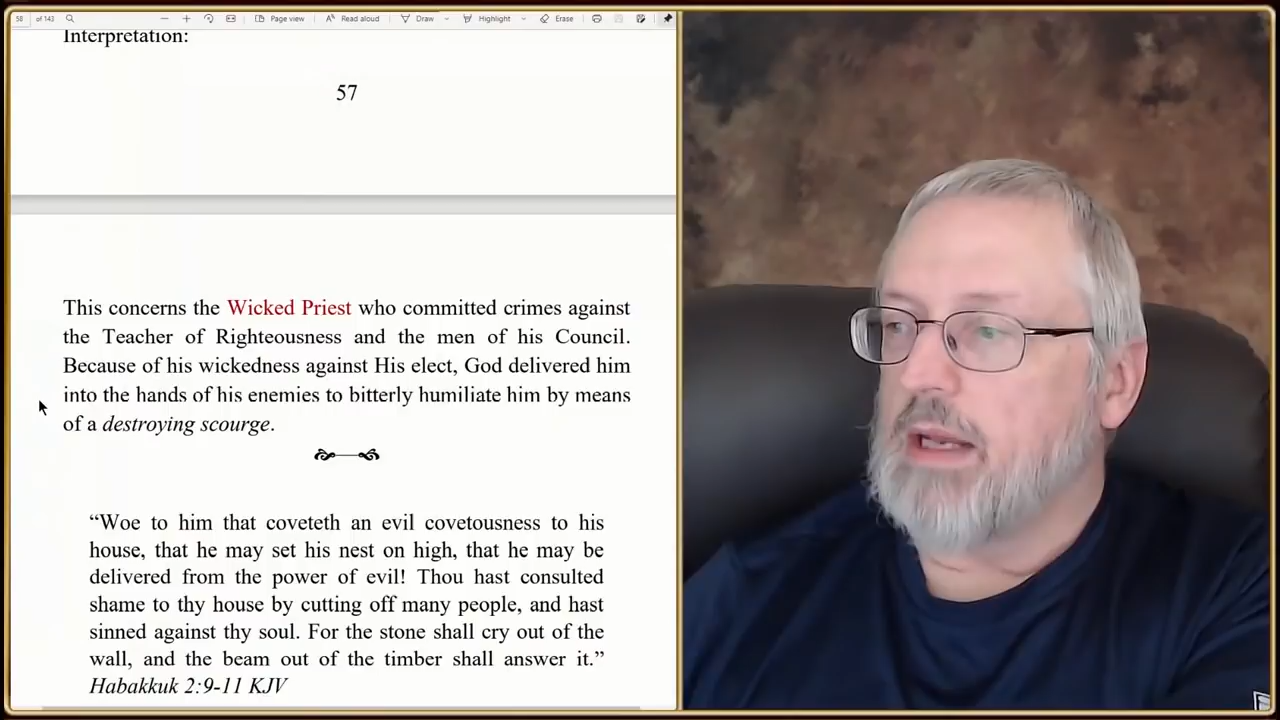 58 of 143 Page view Read aloud Draw Highlight Erase
Interpretation:
57
This concerns the Wicked Priest who committed crimes against
the Teacher of Righteousness and the men of his Council.
Because of his wickedness against His elect, God delivered him
into the hands of his enemies to bitterly humiliate him by means
of a destroying scourge.
“Woe to him that coveteth an evil covetousness to his
house, that he may set his nest on high, that he may be
delivered from the power of evil! Thou hast consulted
shame to thy house by cutting off many people, and hast
sinned against thy soul. For the stone shall cry out of the
wall, and the beam out of the timber shall answer it.”
Habakkuk 2:9-11 KJV